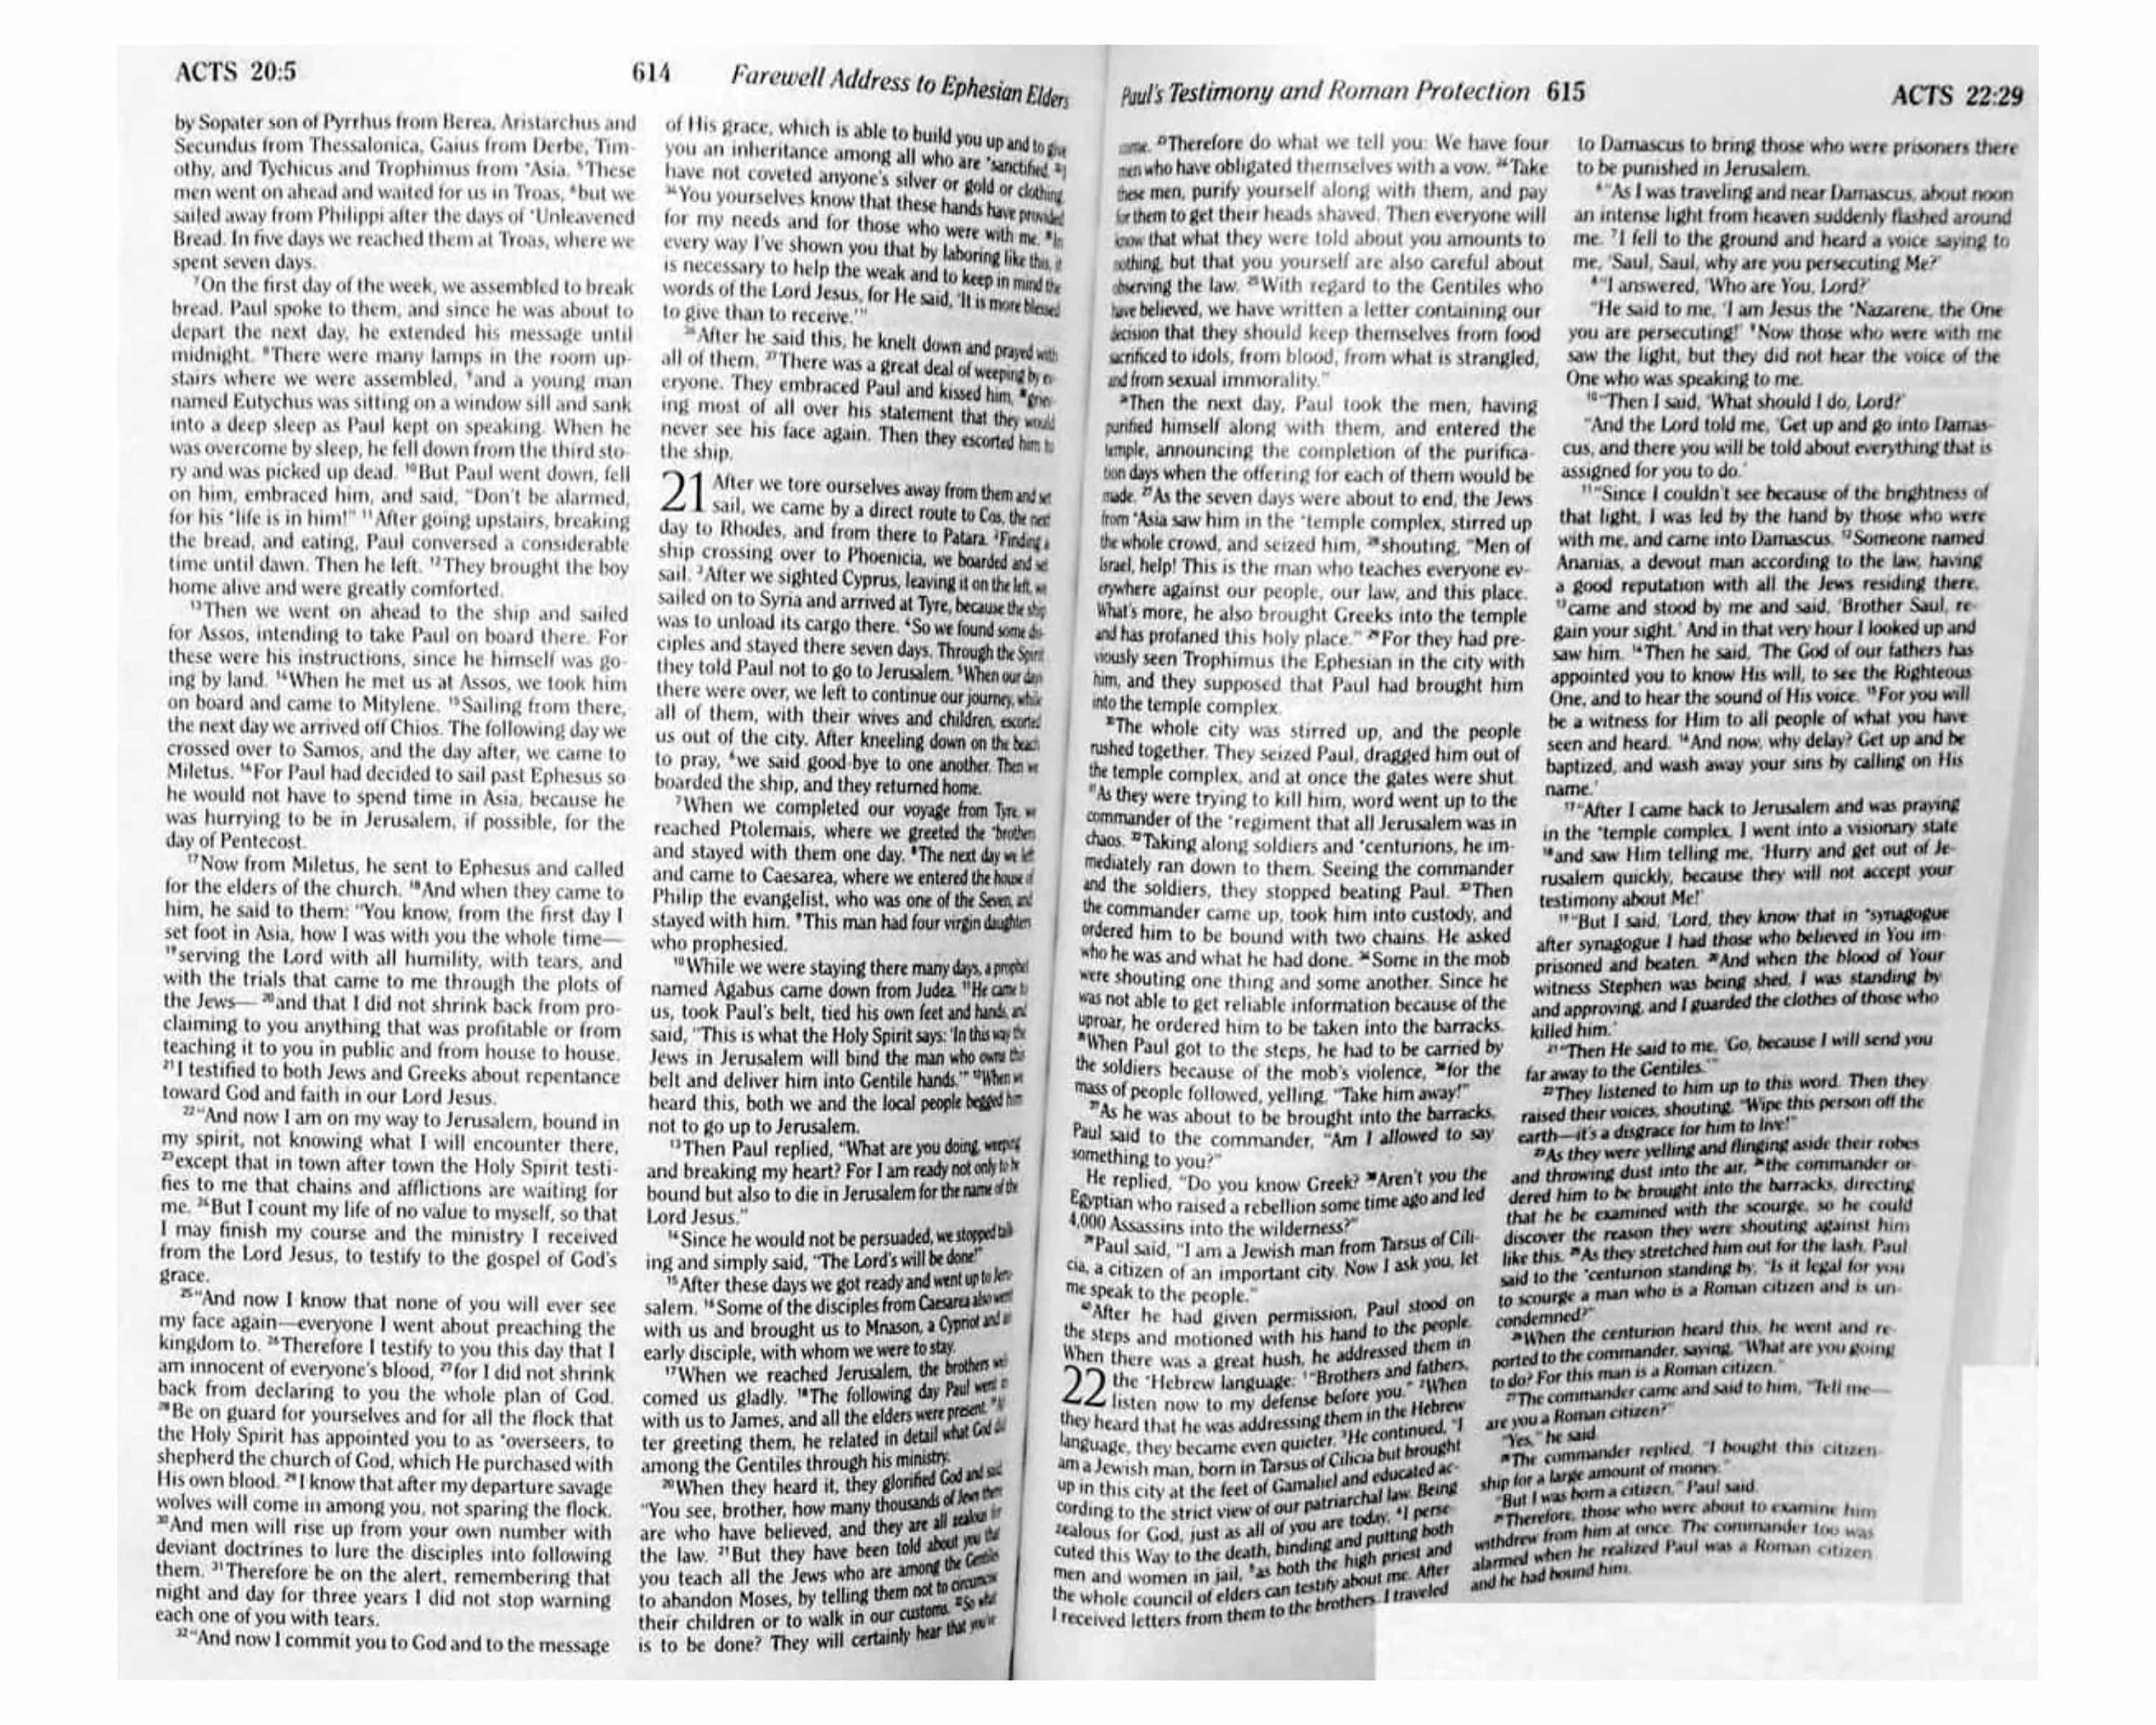 ACTS 20:5
614
Farewell Address to Ephesian Elders
by Sopater son of Pyrrhus from Berea, Aristarchus and
Secundus from Thessalonica, Gaius from Derbe, Tim-
othy, and Tychicus and Trophimus from *Asia. ⁵These
men went on ahead and waited for us in Troas, ⁶but we
sailed away from Philippi after the days of *Unleavened
Bread. In five days we reached them at Troas, where we
spent seven days.
⁷On the first day of the week, we assembled to break
bread. Paul spoke to them, and since he was about to
depart the next day, he extended his message until
midnight. ⁸There were many lamps in the room up-
stairs where we were assembled, ⁹and a young man
named Eutychus was sitting on a window sill and sank
into a deep sleep as Paul kept on speaking. When he
was overcome by sleep, he fell down from the third sto-
ry and was picked up dead. ¹⁰But Paul went down, fell
on him, embraced him, and said, "Don't be alarmed,
for his *life is in him!" ¹¹After going upstairs, breaking
the bread, and eating, Paul conversed a considerable
time until dawn. Then he left. ¹²They brought the boy
home alive and were greatly comforted.
¹³Then we went on ahead to the ship and sailed
for Assos, intending to take Paul on board there. For
these were his instructions, since he himself was go-
ing by land. ¹⁴When he met us at Assos, we took him
on board and came to Mitylene. ¹⁵Sailing from there,
the next day we arrived off Chios. The following day we
crossed over to Samos, and the day after, we came to
Miletus. ¹⁶For Paul had decided to sail past Ephesus so
he would not have to spend time in Asia, because he
was hurrying to be in Jerusalem, if possible, for the
day of Pentecost.
¹⁷Now from Miletus, he sent to Ephesus and called
for the elders of the church. ¹⁸And when they came to
him, he said to them: "You know, from the first day I
set foot in Asia, how I was with you the whole time—
¹⁹serving the Lord with all humility, with tears, and
with the trials that came to me through the plots of
the Jews— ²⁰and that I did not shrink back from pro-
claiming to you anything that was profitable or from
teaching it to you in public and from house to house.
²¹I testified to both Jews and Greeks about repentance
toward God and faith in our Lord Jesus.
²²"And now I am on my way to Jerusalem, bound in
my spirit, not knowing what I will encounter there,
²³except that in town after town the Holy Spirit testi-
fies to me that chains and afflictions are waiting for
me. ²⁴But I count my life of no value to myself, so that
I may finish my course and the ministry I received
from the Lord Jesus, to testify to the gospel of God's
grace.
²⁵"And now I know that none of you will ever see
my face again—everyone I went about preaching the
kingdom to. ²⁶Therefore I testify to you this day that I
am innocent of everyone's blood, ²⁷for I did not shrink
back from declaring to you the whole plan of God.
²⁸Be on guard for yourselves and for all the flock that
the Holy Spirit has appointed you to as *overseers, to
shepherd the church of God, which He purchased with
His own blood. ²⁹I know that after my departure savage
wolves will come in among you, not sparing the flock.
³⁰And men will rise up from your own number with
deviant doctrines to lure the disciples into following
them. ³¹Therefore be on the alert, remembering that
night and day for three years I did not stop warning
each one of you with tears.
³²"And now I commit you to God and to the message
of His grace, which is able to build you up and to give
you an inheritance among all who are *sanctified. ³³I
have not coveted anyone's silver or gold or clothing.
³⁴You yourselves know that these hands have provided
for my needs and for those who were with me. ³⁵In
every way I've shown you that by laboring like this, it
is necessary to help the weak and to keep in mind the
words of the Lord Jesus, for He said, 'It is more blessed
to give than to receive.'"
³⁶After he said this, he knelt down and prayed with
all of them. ³⁷There was a great deal of weeping by ev-
eryone. They embraced Paul and kissed him, ³⁸griev-
ing most of all over his statement that they would
never see his face again. Then they escorted him to
the ship.
21 After we tore ourselves away from them and set
sail, we came by a direct route to Cos, the next
day to Rhodes, and from there to Patara. ²Finding a
ship crossing over to Phoenicia, we boarded and set
sail. ³After we sighted Cyprus, leaving it on the left, we
sailed on to Syria and arrived at Tyre, because the ship
was to unload its cargo there. ⁴So we found some dis-
ciples and stayed there seven days. Through the Spirit
they told Paul not to go to Jerusalem. ⁵When our days
there were over, we left to continue our journey, while
all of them, with their wives and children, escorted
us out of the city. After kneeling down on the beach
to pray, ⁶we said good-bye to one another. Then we
boarded the ship, and they returned home.
⁷When we completed our voyage from Tyre, we
reached Ptolemais, where we greeted the *brothers
and stayed with them one day. ⁸The next day we left
and came to Caesarea, where we entered the house of
Philip the evangelist, who was one of the Seven, and
stayed with him. ⁹This man had four virgin daughters
who prophesied.
¹⁰While we were staying there many days, a prophet
named Agabus came down from Judea. ¹¹He came to
us, took Paul's belt, tied his own feet and hands, and
said, "This is what the Holy Spirit says: 'In this way the
Jews in Jerusalem will bind the man who owns this
belt and deliver him into Gentile hands.'" ¹²When we
heard this, both we and the local people begged him
not to go up to Jerusalem.
¹³Then Paul replied, "What are you doing, weeping
and breaking my heart? For I am ready not only to be
bound but also to die in Jerusalem for the name of the
Lord Jesus."
¹⁴Since he would not be persuaded, we stopped talk-
ing and simply said, "The Lord's will be done!"
¹⁵After these days we got ready and went up to Jeru-
salem. ¹⁶Some of the disciples from Caesarea also went
with us and brought us to Mnason, a Cypriot and an
early disciple, with whom we were to stay.
¹⁷When we reached Jerusalem, the brothers wel-
comed us gladly. ¹⁸The following day Paul went in
with us to James, and all the elders were present. ¹⁹Af-
ter greeting them, he related in detail what God did
among the Gentiles through his ministry.
²⁰When they heard it, they glorified God and said,
"You see, brother, how many thousands of Jews there
are who have believed, and they are all zealous for
the law. ²¹But they have been told about you that
you teach all the Jews who are among the Gentiles
to abandon Moses, by telling them not to circumcise
their children or to walk in our customs. ²²So what
is to be done? They will certainly hear that you've
Paul's Testimony and Roman Protection 615
ACTS 22:29
come. ²³Therefore do what we tell you: We have four
men who have obligated themselves with a vow. ²⁴Take
these men, purify yourself along with them, and pay
for them to get their heads shaved. Then everyone will
know that what they were told about you amounts to
nothing, but that you yourself are also careful about
observing the law. ²⁵With regard to the Gentiles who
have believed, we have written a letter containing our
decision that they should keep themselves from food
sacrificed to idols, from blood, from what is strangled,
and from sexual immorality."
²⁶Then the next day, Paul took the men, having
purified himself along with them, and entered the
temple, announcing the completion of the purifica-
tion days when the offering for each of them would be
made. ²⁷As the seven days were about to end, the Jews
from *Asia saw him in the *temple complex, stirred up
the whole crowd, and seized him, ²⁸shouting, "Men of
Israel, help! This is the man who teaches everyone ev-
erywhere against our people, our law, and this place.
What's more, he also brought Greeks into the temple
and has profaned this holy place." ²⁹For they had pre-
viously seen Trophimus the Ephesian in the city with
him, and they supposed that Paul had brought him
into the temple complex.
³⁰The whole city was stirred up, and the people
rushed together. They seized Paul, dragged him out of
the temple complex, and at once the gates were shut.
³¹As they were trying to kill him, word went up to the
commander of the *regiment that all Jerusalem was in
chaos. ³²Taking along soldiers and *centurions, he im-
mediately ran down to them. Seeing the commander
and the soldiers, they stopped beating Paul. ³³Then
the commander came up, took him into custody, and
ordered him to be bound with two chains. He asked
who he was and what he had done. ³⁴Some in the mob
were shouting one thing and some another. Since he
was not able to get reliable information because of the
uproar, he ordered him to be taken into the barracks.
³⁵When Paul got to the steps, he had to be carried by
the soldiers because of the mob's violence, ³⁶for the
mass of people followed, yelling, "Take him away!"
³⁷As he was about to be brought into the barracks,
Paul said to the commander, "Am I allowed to say
something to you?"
He replied, "Do you know Greek? ³⁸Aren't you the
Egyptian who raised a rebellion some time ago and led
4,000 Assassins into the wilderness?"
³⁹Paul said, "I am a Jewish man from Tarsus of Cili-
cia, a citizen of an important city. Now I ask you, let
me speak to the people."
⁴⁰After he had given permission, Paul stood on
the steps and motioned with his hand to the people.
When there was a great hush, he addressed them in
22 the *Hebrew language: ¹"Brothers and fathers,
listen now to my defense before you." ²When
they heard that he was addressing them in the Hebrew
language, they became even quieter. ³He continued, "I
am a Jewish man, born in Tarsus of Cilicia but brought
up in this city at the feet of Gamaliel and educated ac-
cording to the strict view of our patriarchal law. Being
zealous for God, just as all of you are today, ⁴I perse-
cuted this Way to the death, binding and putting both
men and women in jail, ⁵as both the high priest and
the whole council of elders can testify about me. After
I received letters from them to the brothers, I traveled
to Damascus to bring those who were prisoners there
to be punished in Jerusalem.
⁶"As I was traveling and near Damascus, about noon
an intense light from heaven suddenly flashed around
me. ⁷I fell to the ground and heard a voice saying to
me, 'Saul, Saul, why are you persecuting Me?'
⁸"I answered, 'Who are You, Lord?'
"He said to me, 'I am Jesus the *Nazarene, the One
you are persecuting!' ⁹Now those who were with me
saw the light, but they did not hear the voice of the
One who was speaking to me.
¹⁰"Then I said, 'What should I do, Lord?'
"And the Lord told me, 'Get up and go into Damas-
cus, and there you will be told about everything that is
assigned for you to do.'
¹¹"Since I couldn't see because of the brightness of
that light, I was led by the hand by those who were
with me, and came into Damascus. ¹²Someone named
Ananias, a devout man according to the law, having
a good reputation with all the Jews residing there,
¹³came and stood by me and said, 'Brother Saul, re-
gain your sight.' And in that very hour I looked up and
saw him. ¹⁴Then he said, 'The God of our fathers has
appointed you to know His will, to see the Righteous
One, and to hear the sound of His voice. ¹⁵For you will
be a witness for Him to all people of what you have
seen and heard. ¹⁶And now, why delay? Get up and be
baptized, and wash away your sins by calling on His
name.'
¹⁷"After I came back to Jerusalem and was praying
in the *temple complex, I went into a visionary state
¹⁸and saw Him telling me, 'Hurry and get out of Je-
rusalem quickly, because they will not accept your
testimony about Me!'
¹⁹"But I said, 'Lord, they know that in *synagogue
after synagogue I had those who believed in You im-
prisoned and beaten. ²⁰And when the blood of Your
witness Stephen was being shed, I was standing by
and approving, and I guarded the clothes of those who
killed him.'
²¹"Then He said to me, 'Go, because I will send you
far away to the Gentiles.'"
²²They listened to him up to this word. Then they
raised their voices, shouting, "Wipe this person off the
earth—it's a disgrace for him to live!"
²³As they were yelling and flinging aside their robes
and throwing dust into the air, ²⁴the commander or-
dered him to be brought into the barracks, directing
that he be examined with the scourge, so he could
discover the reason they were shouting against him
like this. ²⁵As they stretched him out for the lash, Paul
said to the *centurion standing by, "Is it legal for you
to scourge a man who is a Roman citizen and is un-
condemned?"
²⁶When the centurion heard this, he went and re-
ported to the commander, saying, "What are you going
to do? For this man is a Roman citizen."
²⁷The commander came and said to him, "Tell me—
are you a Roman citizen?"
"Yes," he said.
²⁸The commander replied, "I bought this citizen-
ship for a large amount of money."
"But I was born a citizen," Paul said.
²⁹Therefore, those who were about to examine him
withdrew from him at once. The commander too was
alarmed when he realized Paul was a Roman citizen
and he had bound him.